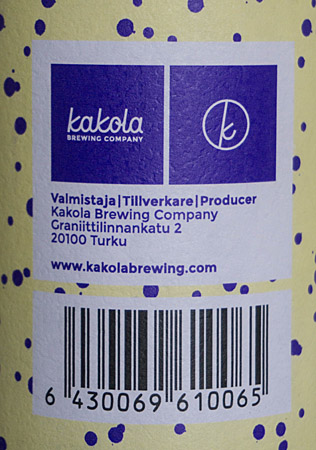 kakola
BREWING COMPANY
k
Valmistaja|Tillverkare|Producer
Kakola Brewing Company
Graniittilinnankatu 2
20100 Turku
www.kakolabrewing.com
6 430069 610065